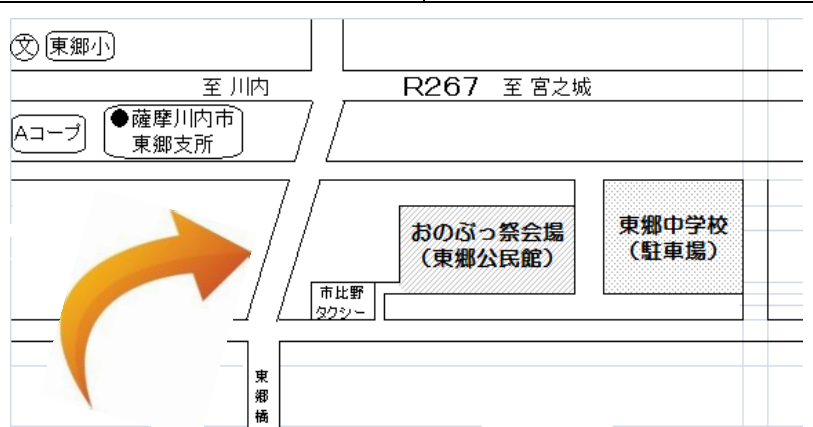 文 東郷小
至 川内 R267 至 宮之城
Aコープ
●薩摩川内市
東郷支所
おのぶっ祭会場
（東郷公民館）
東郷中学校
（駐車場）
市比野
タクシー
東郷橋